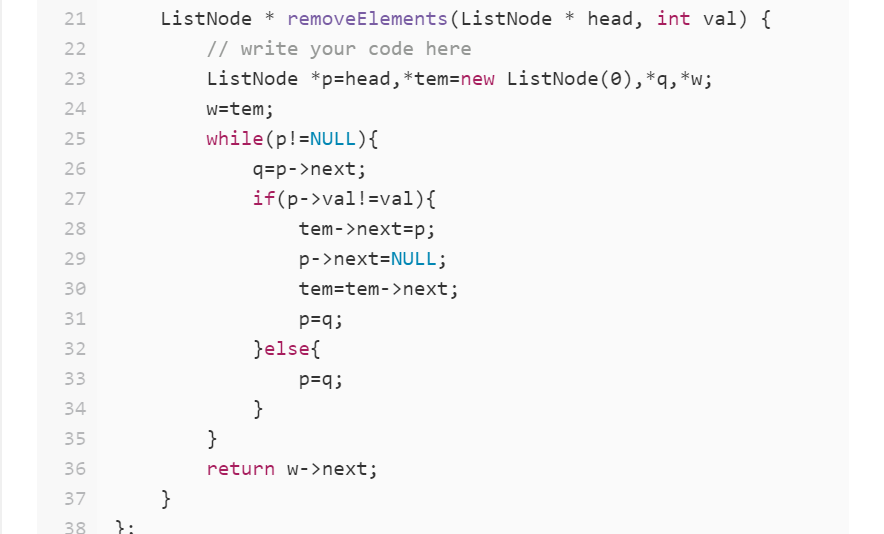 21 ListNode * removeElements(ListNode * head, int val) {
22 // write your code here
23 ListNode *p=head,*tem=new ListNode(0),*q,*w;
24 w=tem;
25 while(p!=NULL){
26 q=p->next;
27 if(p->val!=val){
28 tem->next=p;
29 p->next=NULL;
30 tem=tem->next;
31 p=q;
32 }else{
33 p=q;
34 }
35 }
36 return w->next;
37 }
38 };